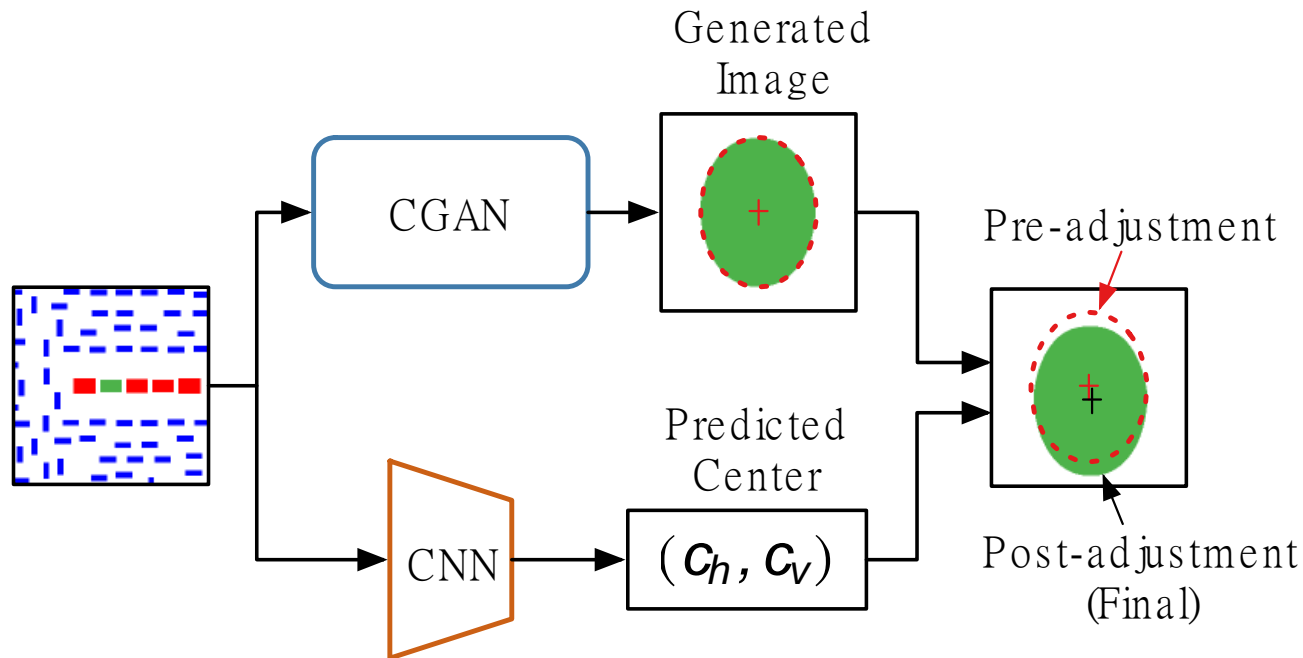 Generated
Image
CGAN
Pre-adjustment
Predicted
Center
CNN
(c_h, c_v)
Post-adjustment
(Final)